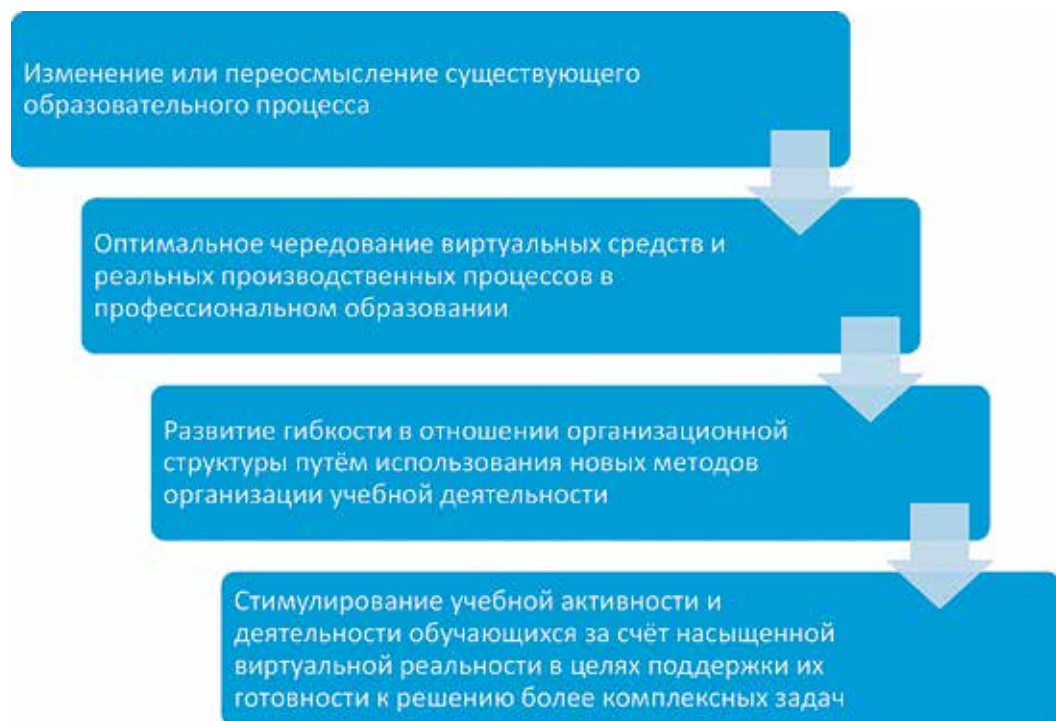 Изменение или переосмысление существующего
образовательного процесса
Оптимальное чередование виртуальных средств и
реальных производственных процессов в
профессиональном образовании
Развитие гибкости в отношении организационной
структуры путём использования новых методов
организации учебной деятельности
Стимулирование учебной активности и
деятельности обучающихся за счёт насыщенной
виртуальной реальности в целях поддержки их
готовности к решению более комплексных задач